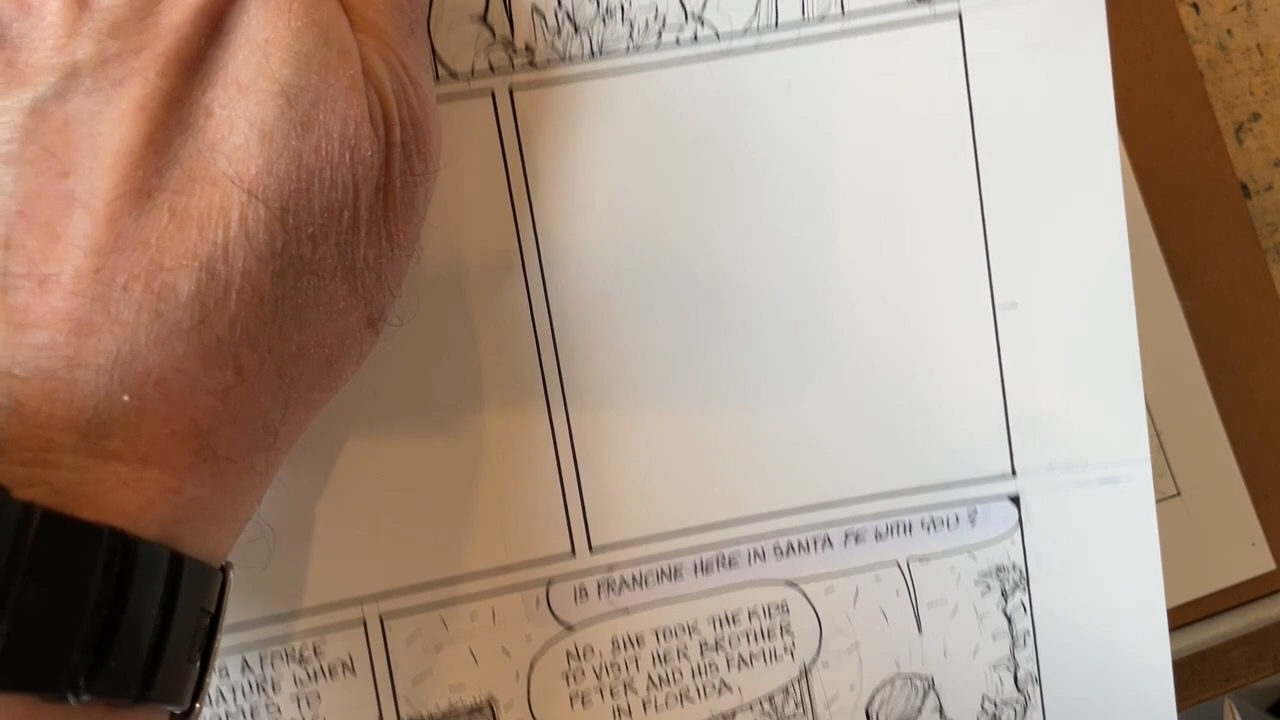 IS FRANCINE HERE IN SANTA FE WITH YOU?
NO, SHE TOOK THE KIDS
TO VISIT HER BROTHER
PETER AND HIS FAMILY
IN FLORIDA.
A FORCE
WHEN
TO